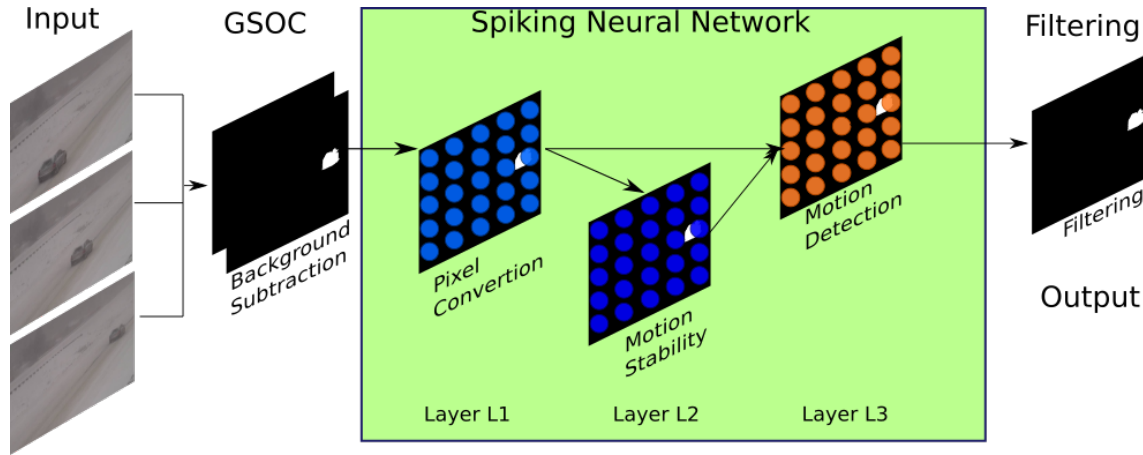 Input
GSOC
Spiking Neural Network
Filtering
Background
Subtraction
Pixel
Convertion
Motion
Stability
Motion
Detection
Filtering
Output
Layer L1
Layer L2
Layer L3